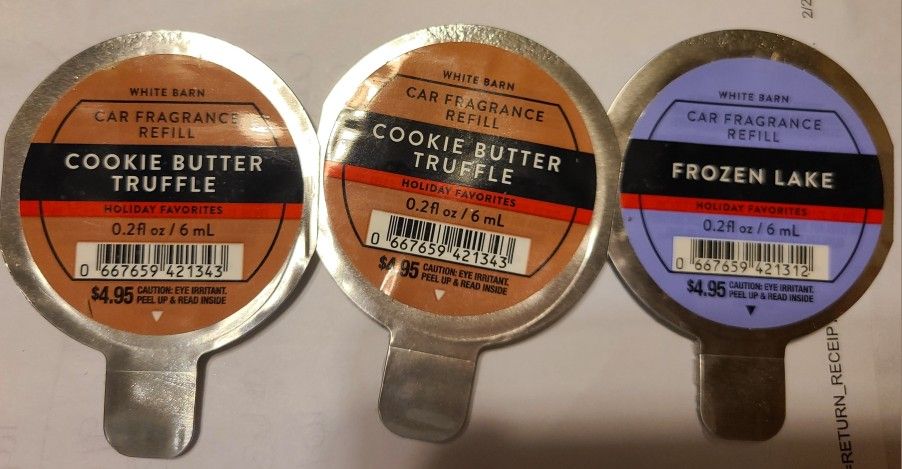 WHITE BARN
CAR FRAGRANCE
REFILL
COOKIE BUTTER
TRUFFLE
HOLIDAY FAVORITES
0.2fl oz / 6 mL
0 667659 421343
$4.95 CAUTION: EYE IRRITANT.
PEEL UP & READ INSIDE
WHITE BARN
CAR FRAGRANCE
REFILL
COOKIE BUTTER
TRUFFLE
HOLIDAY FAVORITES
0.2fl oz / 6 mL
0 667659 421343
$4.95 CAUTION: EYE IRRITANT.
PEEL UP & READ INSIDE
WHITE BARN
CAR FRAGRANCE
REFILL
FROZEN LAKE
HOLIDAY FAVORITES
0.2fl oz / 6 mL
0 667659 421312
$4.95 CAUTION: EYE IRRITANT.
PEEL UP & READ INSIDE
2/2
RETURN_RECEIP